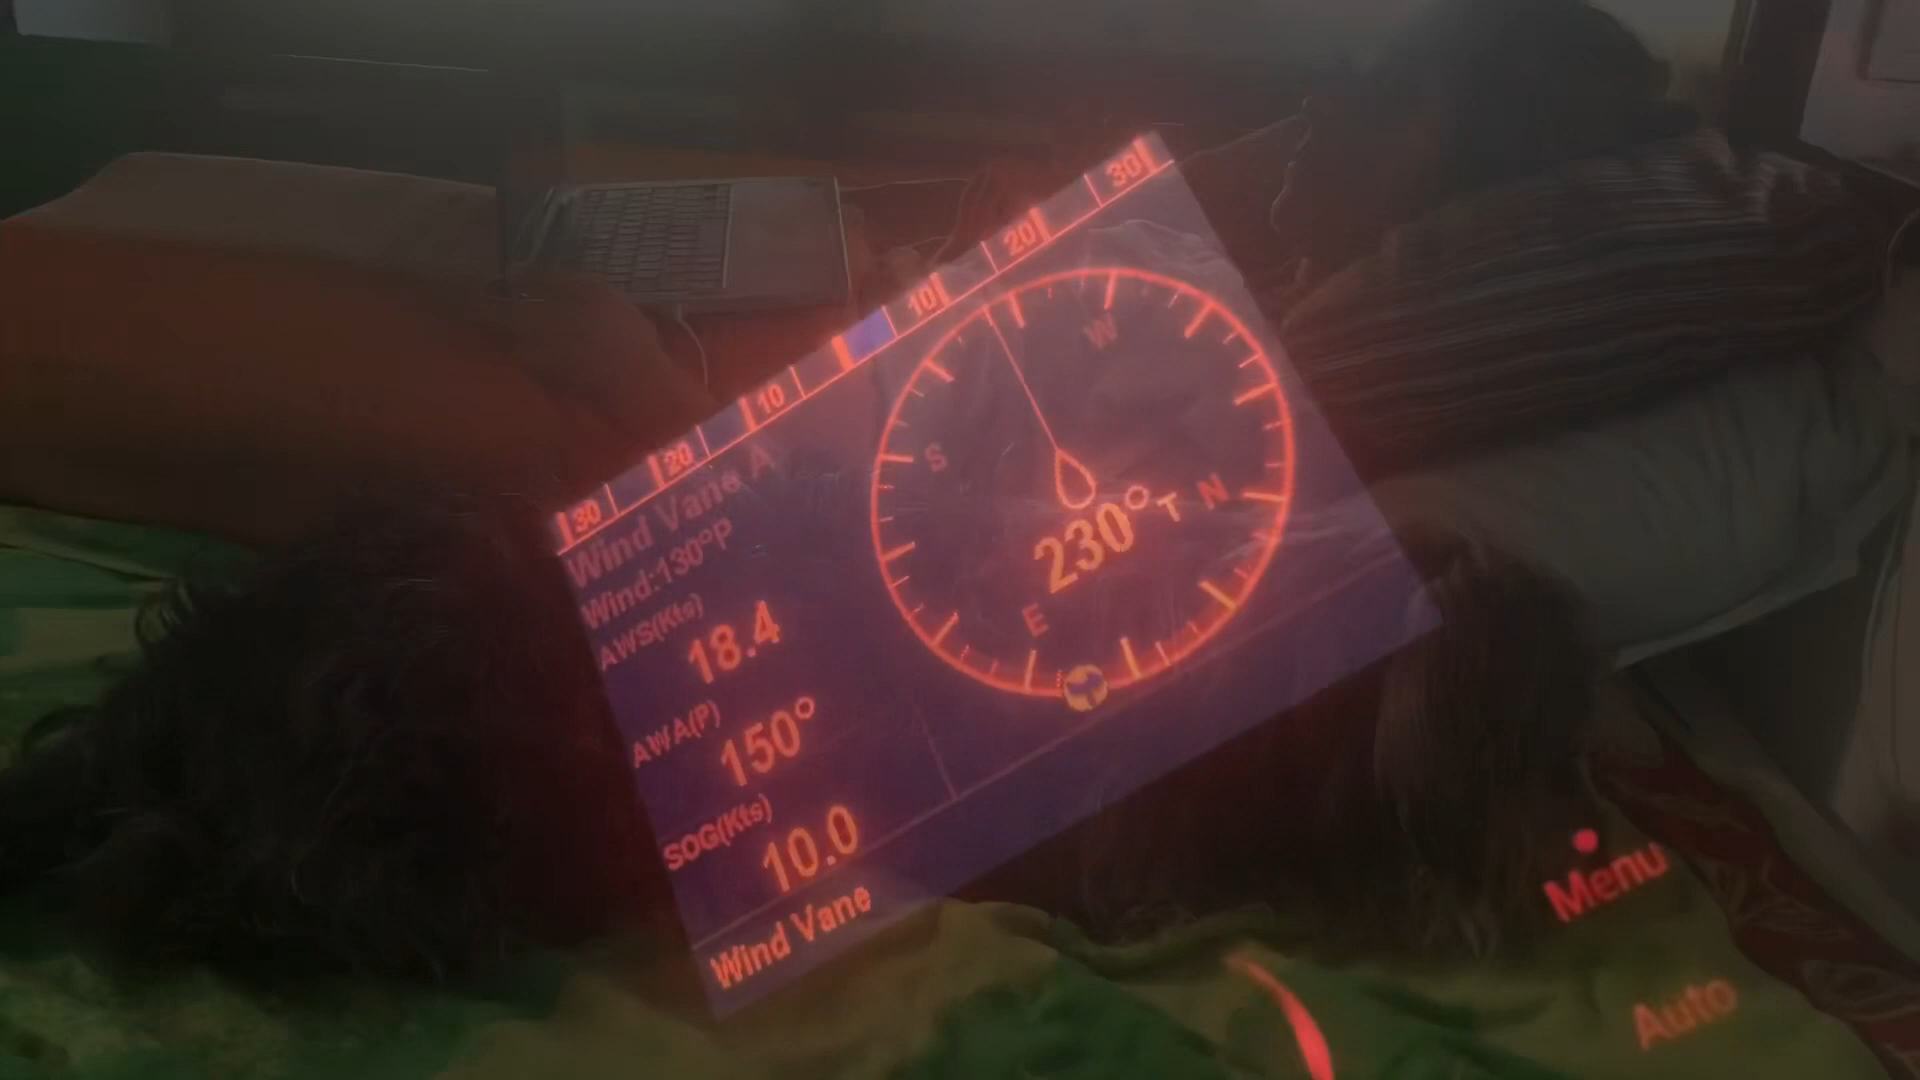 30 20 10 10 20 30
Wind Vane A
Wind:130°P
AWS(Kts)
18.4
AWA(P)
150°
SOG(Kts)
10.0
Wind Vane
W
S
N
E
230°T
Menu
Auto